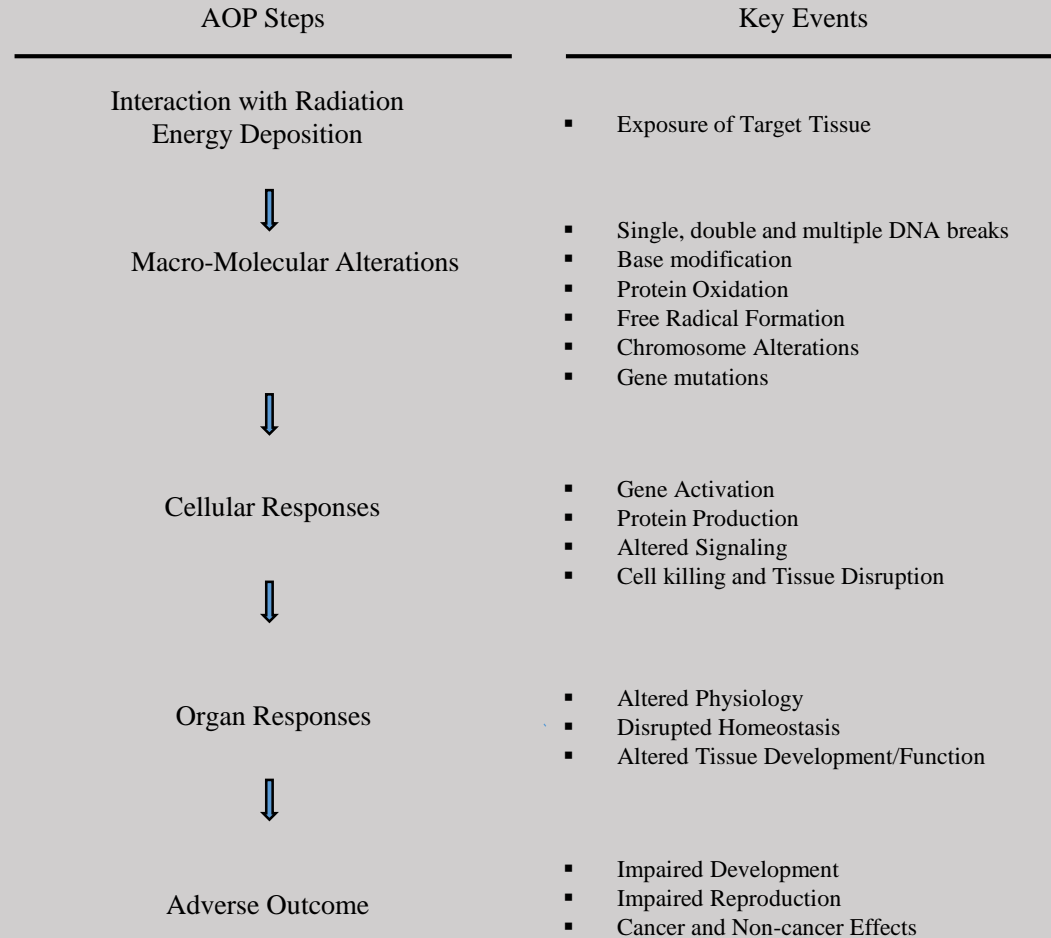 AOP Steps
Key Events
Interaction with Radiation
Energy Deposition
▪ Exposure of Target Tissue
Macro-Molecular Alterations
▪ Single, double and multiple DNA breaks
▪ Base modification
▪ Protein Oxidation
▪ Free Radical Formation
▪ Chromosome Alterations
▪ Gene mutations
Cellular Responses
▪ Gene Activation
▪ Protein Production
▪ Altered Signaling
▪ Cell killing and Tissue Disruption
Organ Responses
▪ Altered Physiology
▪ Disrupted Homeostasis
▪ Altered Tissue Development/Function
Adverse Outcome
▪ Impaired Development
▪ Impaired Reproduction
▪ Cancer and Non-cancer Effects